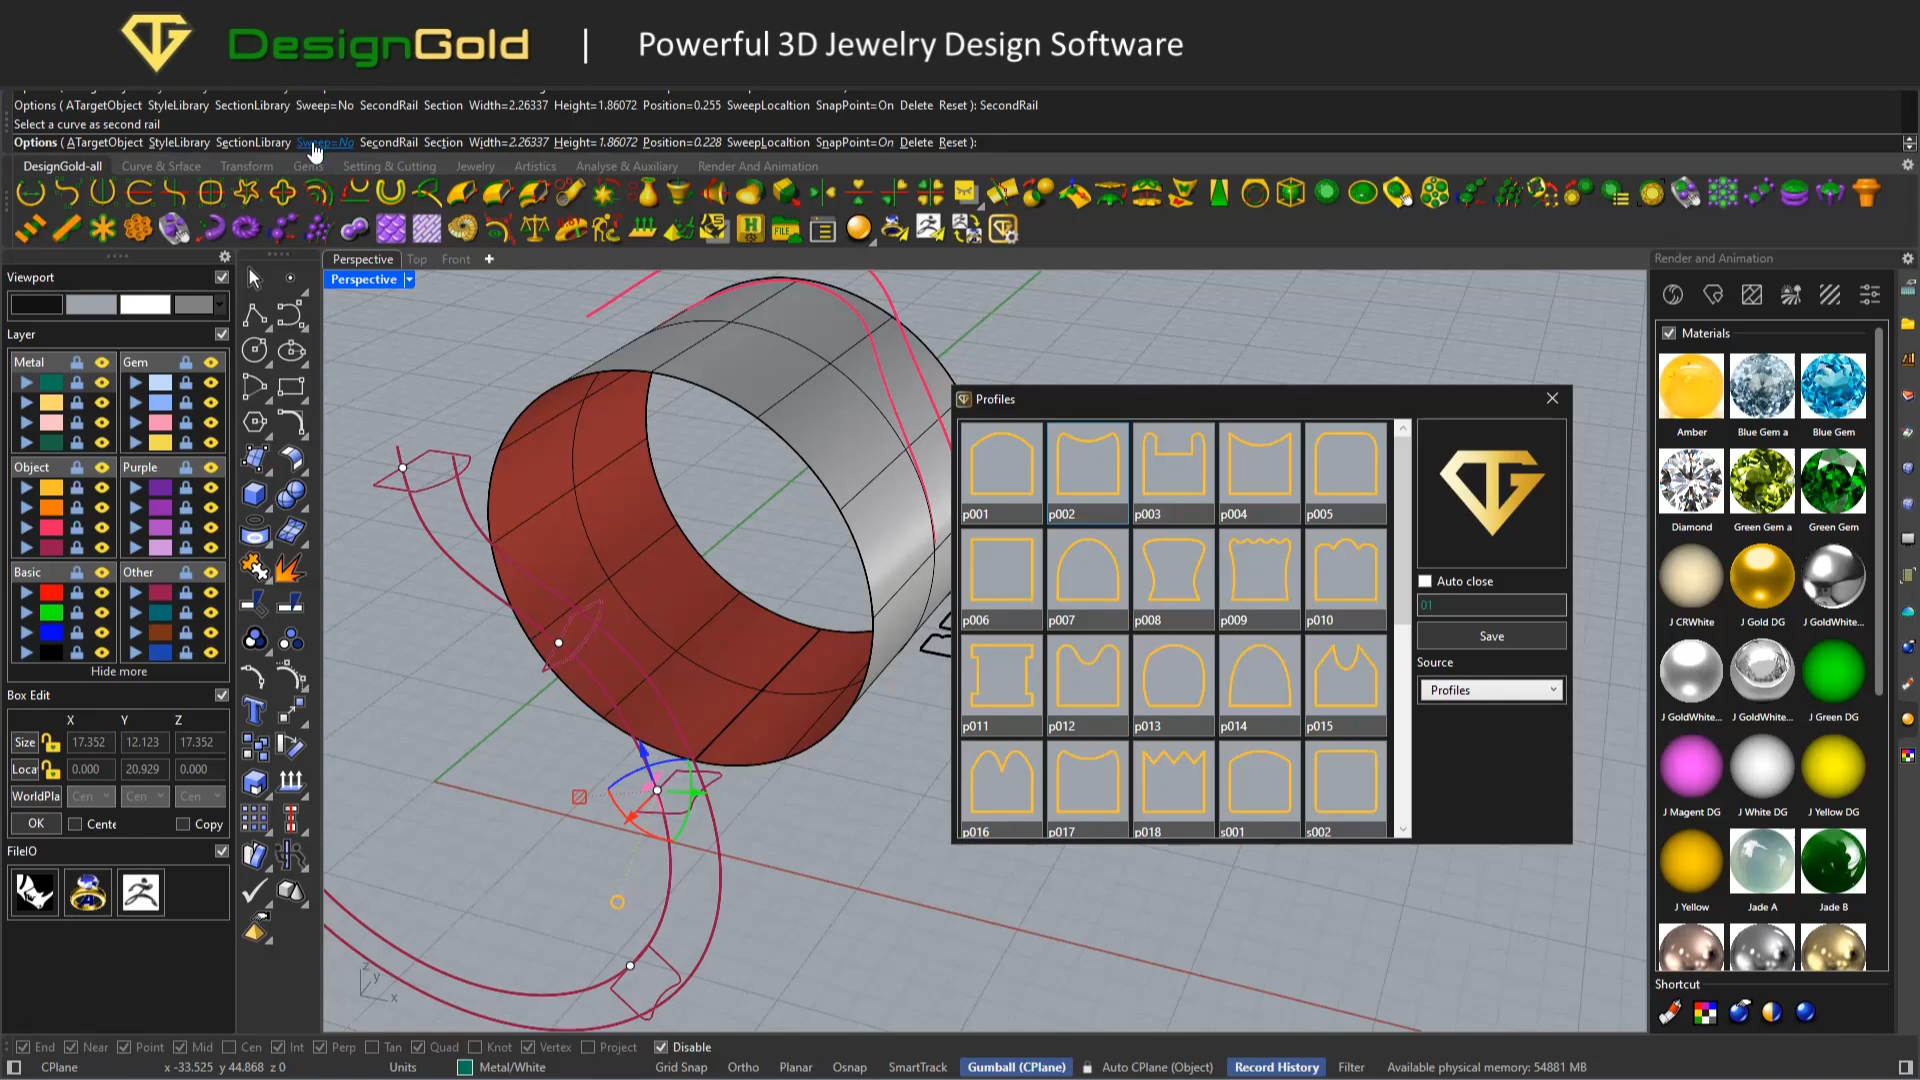 DesignGold | Powerful 3D Jewelry Design Software
Options ( ATargetObject StyleLibrary SectionLibrary Sweep=No SecondRail Section Width=2.26337 Height=1.86072 Position=0.255 SweepLocaltion SnapPoint=On Delete Reset ): SecondRail
Select a curve as second rail
Options ( ATargetObject StyleLibrary SectionLibrary Sweep=No SecondRail Section Width=2.26337 Height=1.86072 Position=0.228 SweepLocaltion SnapPoint=On Delete Reset ):
DesignGold-all Curve & Srface Transform Gems Setting & Cutting Jewelry Artistics Analyse & Auxiliary Render And Animation
H FILE
Perspective Top Front
Perspective
Viewport
Layer
Metal Gem
Object Purple
Basic Other
Hide more
Box Edit
X Y Z
Size 17.352 12.123 17.352
Loca 0.000 20.929 0.000
WorldPla Cen Cen Cen
OK Cente Copy
FileIO
z y x
Profiles
p001 p002 p003 p004 p005
p006 p007 p008 p009 p010
p011 p012 p013 p014 p015
p016 p017 p018 s001 s002
Auto close
01
Save
Source
Profiles
Render and Animation
Materials
Amber Blue Gem a Blue Gem
Diamond Green Gem a Green Gem
J CRWhite J Gold DG J GoldWhite...
J GoldWhite... J GoldWhite... J Green DG
J Magent DG J White DG J Yellow DG
J Yellow Jade A Jade B
Shortcut
End Near Point Mid Cen Int Perp Tan Quad Knot Vertex Project Disable
CPlane x -33.525 y 44.868 z 0 Units Metal/White Grid Snap Ortho Planar Osnap SmartTrack Gumball (CPlane) Auto CPlane (Object) Record History Filter Available physical memory: 54881 MB